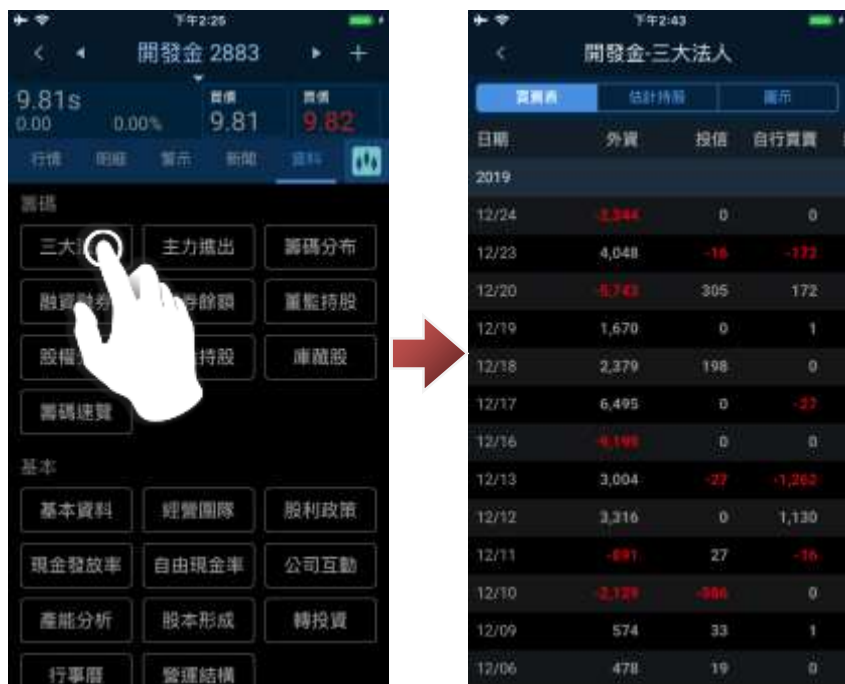 下午2:25
開發金 2883
9.81s
0.00 0.00%
買價
9.81
賣價
9.82
行情 明細 警示 新聞 資料
籌碼
三大 主力進出 籌碼分布
融資融券 券餘額 董監持股
股權 持股 庫藏股
籌碼速覽
基本
基本資料 經營團隊 股利政策
現金發放率 自由現金率 公司互動
產能分析 股本形成 轉投資
行事曆 營運結構
下午2:43
開發金-三大法人
買賣表 估計持股 圖示
日期 外資 投信 自行買賣
2019
12/24 0 0
12/23 4,048 -16 -172
12/20 -5,743 305 172
12/19 1,670 0 1
12/18 2,379 198 0
12/17 6,495 0 -27
12/16 -9,195 0 0
12/13 3,004 -27 -1,262
12/12 3,316 0 1,130
12/11 -891 27 -16
12/10 -2,129 -386 0
12/09 574 33 1
12/06 478 19 0